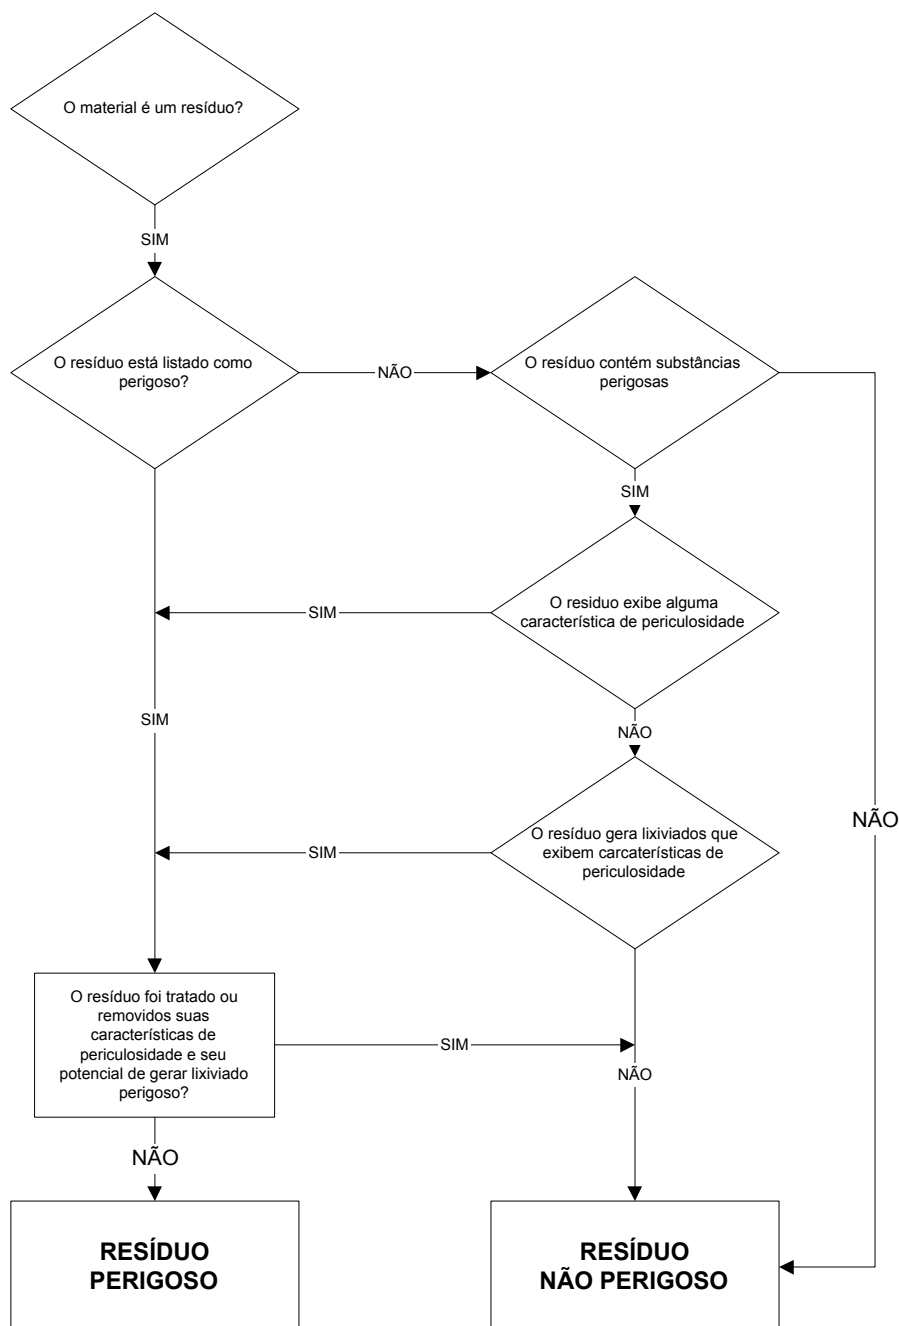 O material é um resíduo?
SIM
O resíduo está listado como
perigoso?
NÃO
O resíduo contém substâncias
perigosas
SIM
O residuo exibe alguma
característica de periculosidade
SIM
SIM
NÃO
NÃO
O resíduo gera lixiviados que
exibem carcaterísticas de
periculosidade
SIM
O resíduo foi tratado ou
removidos suas
características de
periculosidade e seu
potencial de gerar lixiviado
perigoso?
SIM
NÃO
NÃO
RESÍDUO
PERIGOSO
RESÍDUO
NÃO PERIGOSO